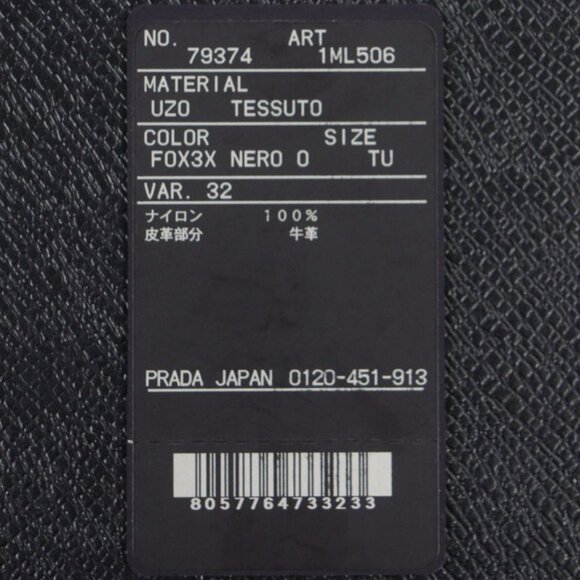 NO. ART
79374 1ML506
MATERIAL
UZO TESSUTO
COLOR SIZE
F0X3X NERO O TU
VAR. 32
ナイロン 100%
皮革部分 牛革
PRADA JAPAN 0120-451-913
8057764733233